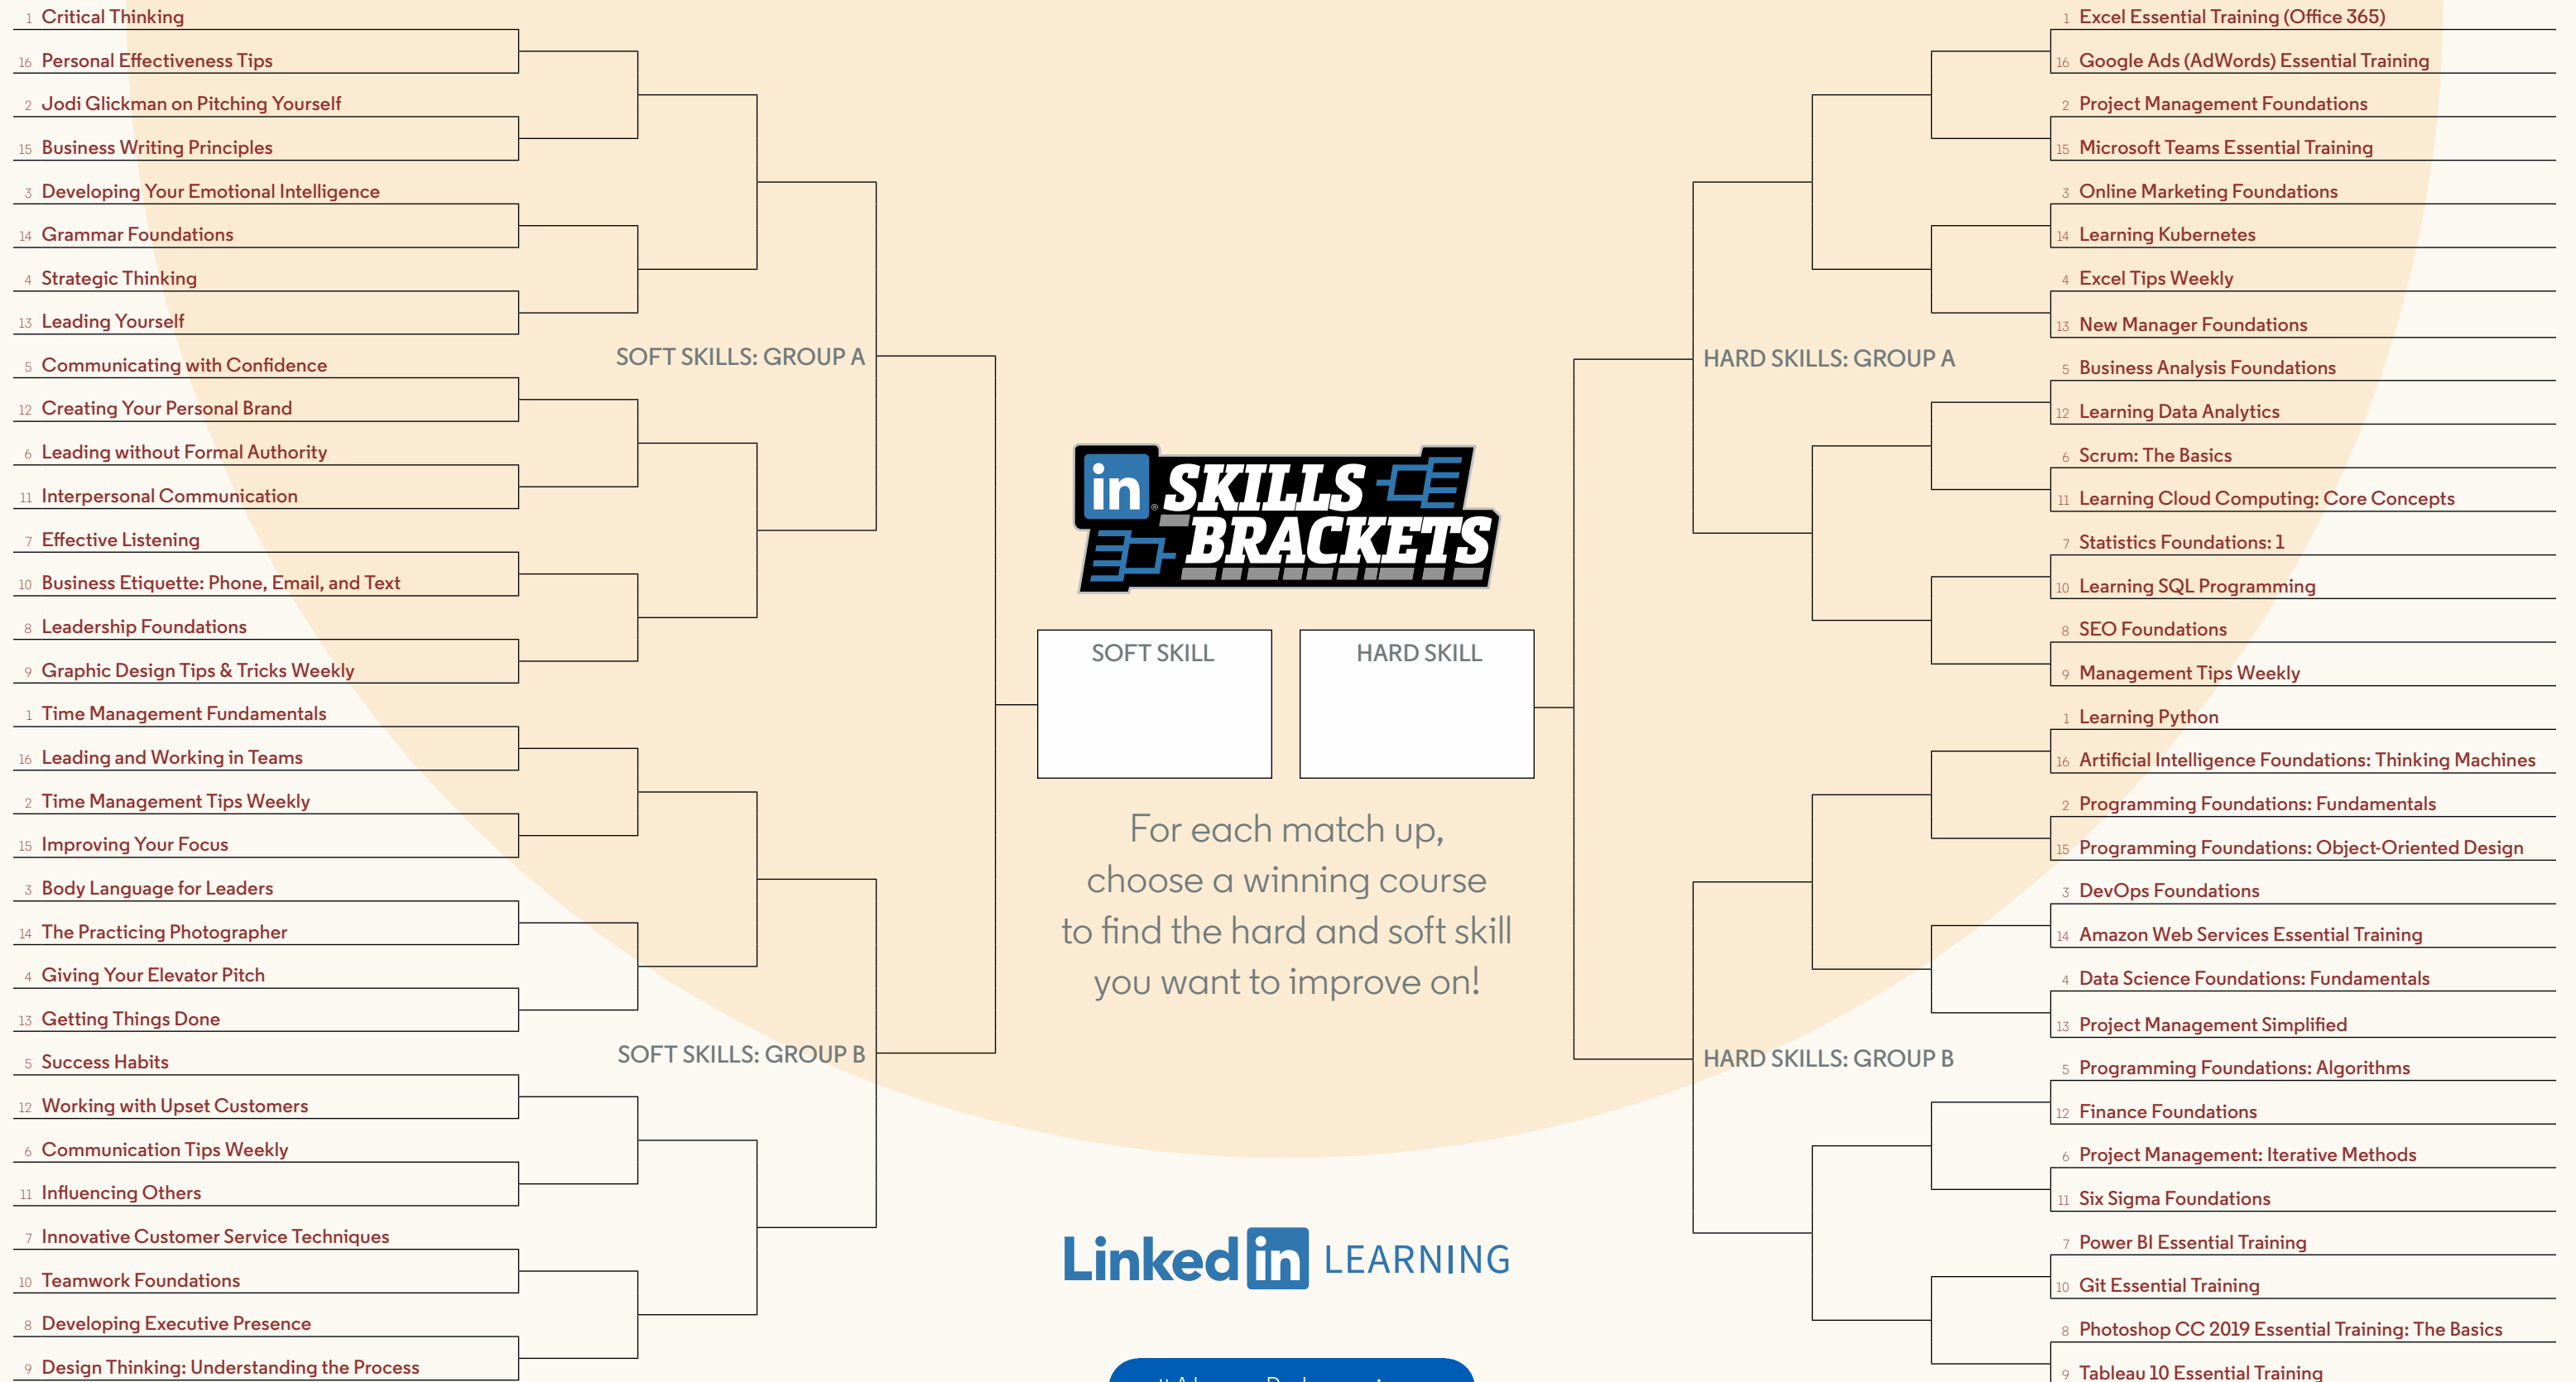 1 Critical Thinking
16 Personal Effectiveness Tips
2 Jodi Glickman on Pitching Yourself
15 Business Writing Principles
3 Developing Your Emotional Intelligence
14 Grammar Foundations
4 Strategic Thinking
13 Leading Yourself
SOFT SKILLS: GROUP A
5 Communicating with Confidence
12 Creating Your Personal Brand
6 Leading without Formal Authority
11 Interpersonal Communication
7 Effective Listening
10 Business Etiquette: Phone, Email, and Text
8 Leadership Foundations
9 Graphic Design Tips & Tricks Weekly
1 Time Management Fundamentals
16 Leading and Working in Teams
2 Time Management Tips Weekly
15 Improving Your Focus
3 Body Language for Leaders
14 The Practicing Photographer
4 Giving Your Elevator Pitch
13 Getting Things Done
SOFT SKILLS: GROUP B
5 Success Habits
12 Working with Upset Customers
6 Communication Tips Weekly
11 Influencing Others
7 Innovative Customer Service Techniques
10 Teamwork Foundations
8 Developing Executive Presence
9 Design Thinking: Understanding the Process
in® SKILLS
BRACKETS
SOFT SKILL
HARD SKILL
For each match up,
choose a winning course
to find the hard and soft skill
you want to improve on!
Linked in LEARNING
1 Excel Essential Training (Office 365)
16 Google Ads (AdWords) Essential Training
2 Project Management Foundations
15 Microsoft Teams Essential Training
3 Online Marketing Foundations
14 Learning Kubernetes
4 Excel Tips Weekly
13 New Manager Foundations
HARD SKILLS: GROUP A
5 Business Analysis Foundations
12 Learning Data Analytics
6 Scrum: The Basics
11 Learning Cloud Computing: Core Concepts
7 Statistics Foundations: 1
10 Learning SQL Programming
8 SEO Foundations
9 Management Tips Weekly
1 Learning Python
16 Artificial Intelligence Foundations: Thinking Machines
2 Programming Foundations: Fundamentals
15 Programming Foundations: Object-Oriented Design
3 DevOps Foundations
14 Amazon Web Services Essential Training
4 Data Science Foundations: Fundamentals
13 Project Management Simplified
HARD SKILLS: GROUP B
5 Programming Foundations: Algorithms
12 Finance Foundations
6 Project Management: Iterative Methods
11 Six Sigma Foundations
7 Power BI Essential Training
10 Git Essential Training
8 Photoshop CC 2019 Essential Training: The Basics
9 Tableau 10 Essential Training